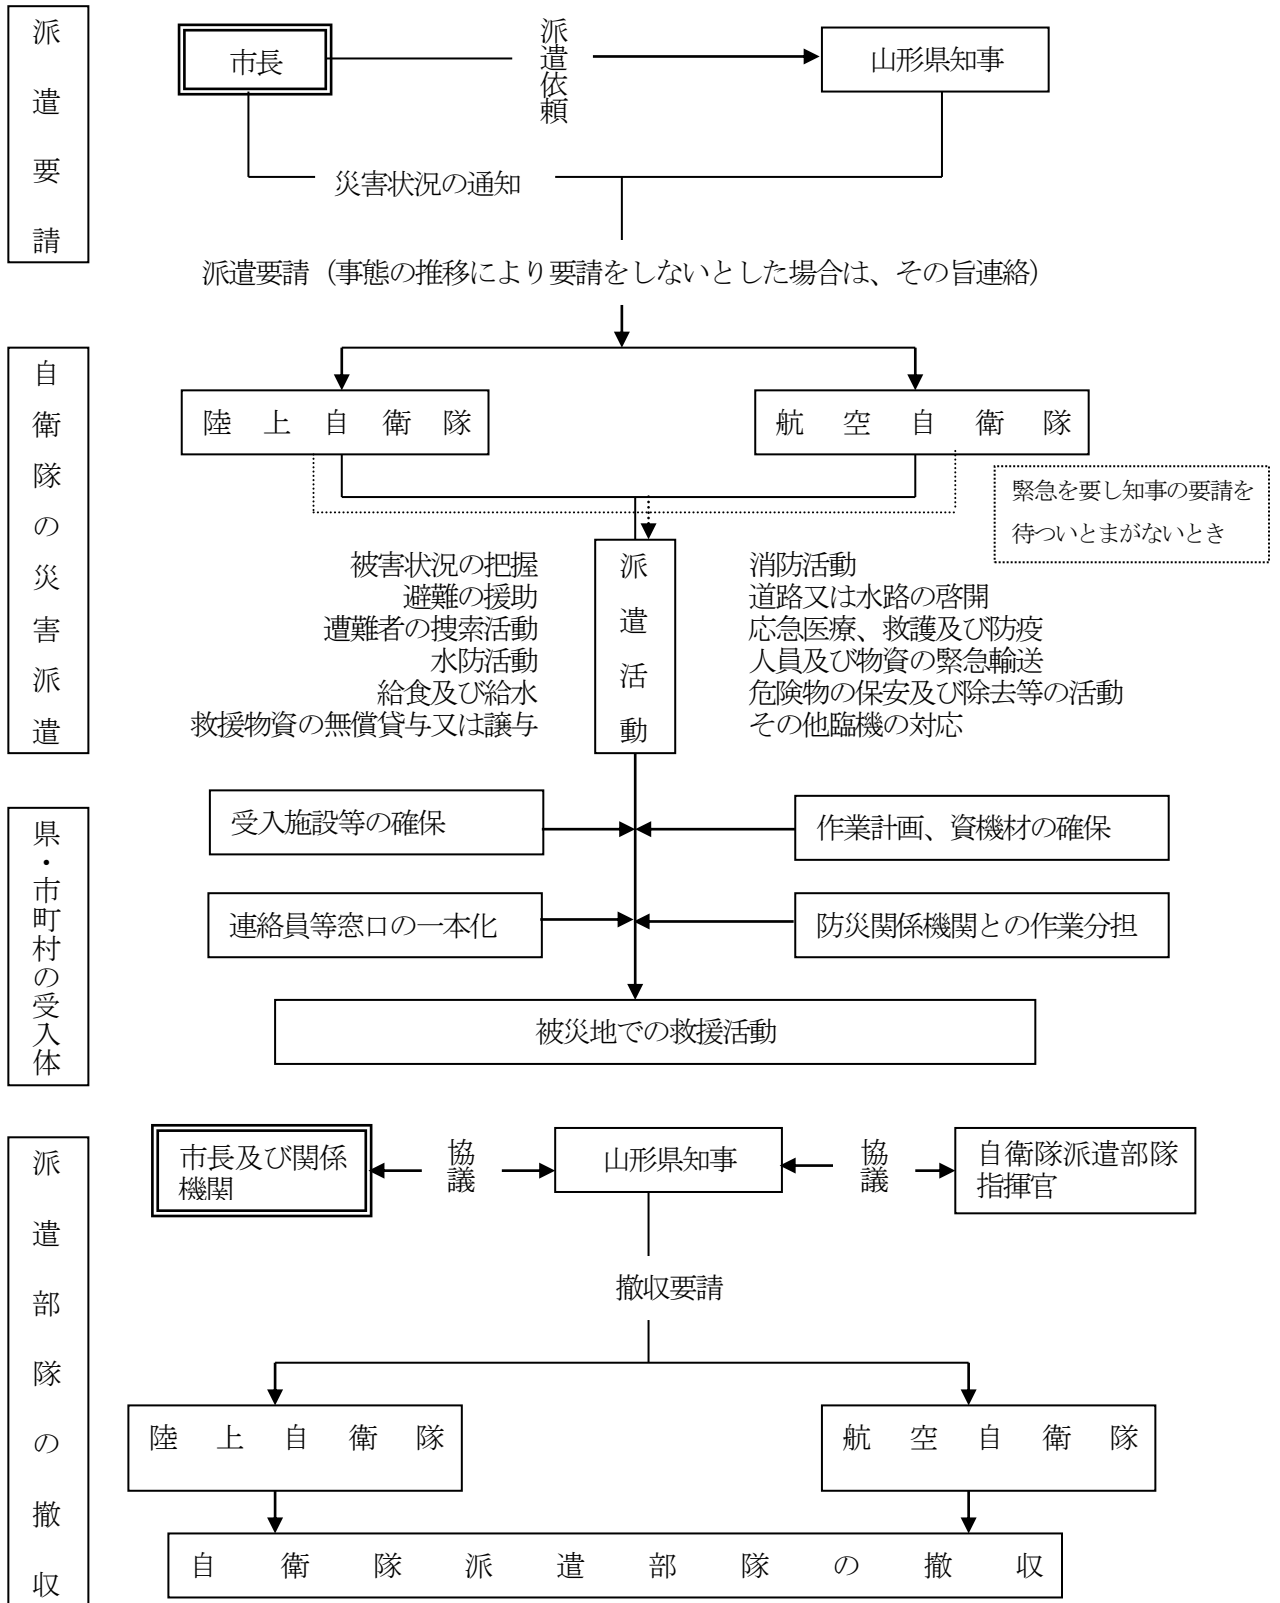 派遣要請
市長
派遣依頼
山形県知事
災害状況の通知
派遣要請（事態の推移により要請をしないとした場合は、その旨連絡）
自衛隊の災害派遣
陸上自衛隊
航空自衛隊
緊急を要し知事の要請を
待ついとまがないとき
被害状況の把握
避難の援助
遭難者の捜索活動
水防活動
給食及び給水
救援物資の無償貸与又は譲与
派遣活動
消防活動
道路又は水路の啓開
応急医療、救護及び防疫
人員及び物資の緊急輸送
危険物の保安及び除去等の活動
その他臨機の対応
県・市町村の受入体
受入施設等の確保
作業計画、資機材の確保
連絡員等窓口の一本化
防災関係機関との作業分担
被災地での救援活動
派遣部隊の撤収
市長及び関係
機関
協議
山形県知事
協議
自衛隊派遣部隊
指揮官
撤収要請
陸上自衛隊
航空自衛隊
自衛隊派遣部隊の撤収